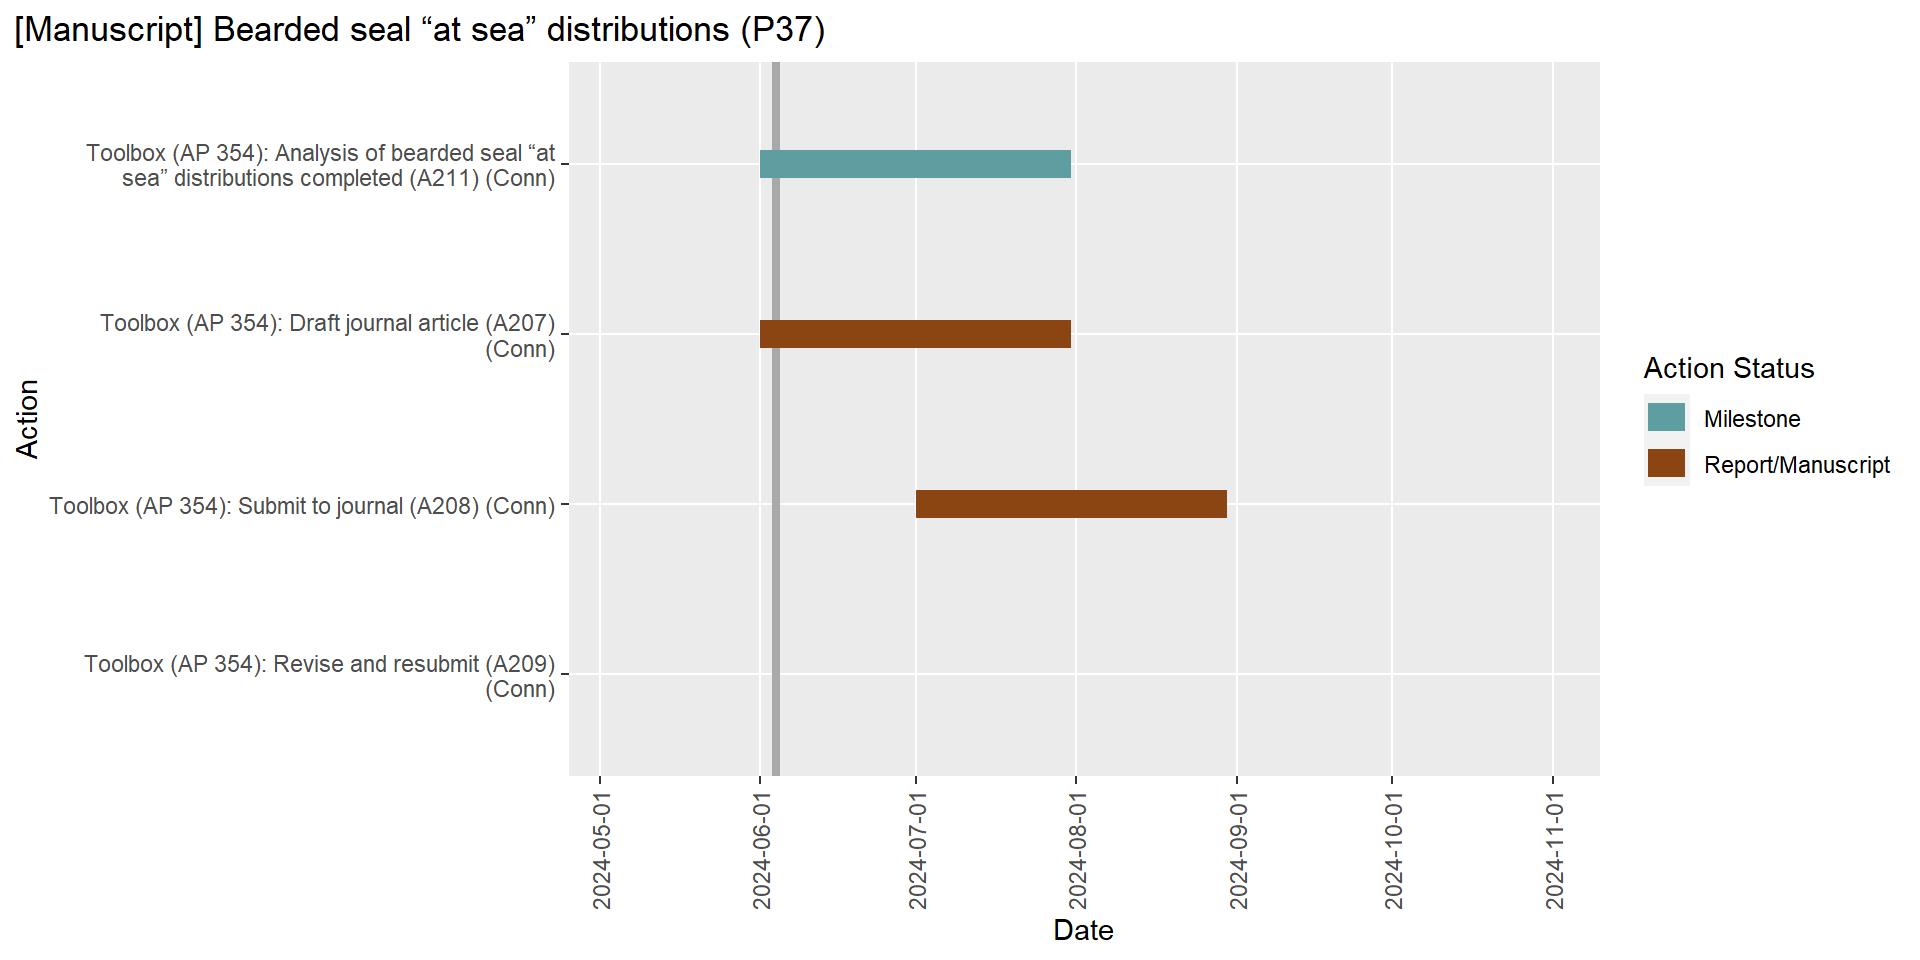 [Manuscript] Bearded seal “at sea” distributions (P37)
Toolbox (AP 354): Analysis of bearded seal “at
sea” distributions completed (A211) (Conn)
Toolbox (AP 354): Draft journal article (A207)
(Conn)
Toolbox (AP 354): Submit to journal (A208) (Conn)
Toolbox (AP 354): Revise and resubmit (A209)
(Conn)
Action
2024-05-01
2024-06-01
2024-07-01
2024-08-01
2024-09-01
2024-10-01
2024-11-01
Date
Action Status
Milestone
Report/Manuscript